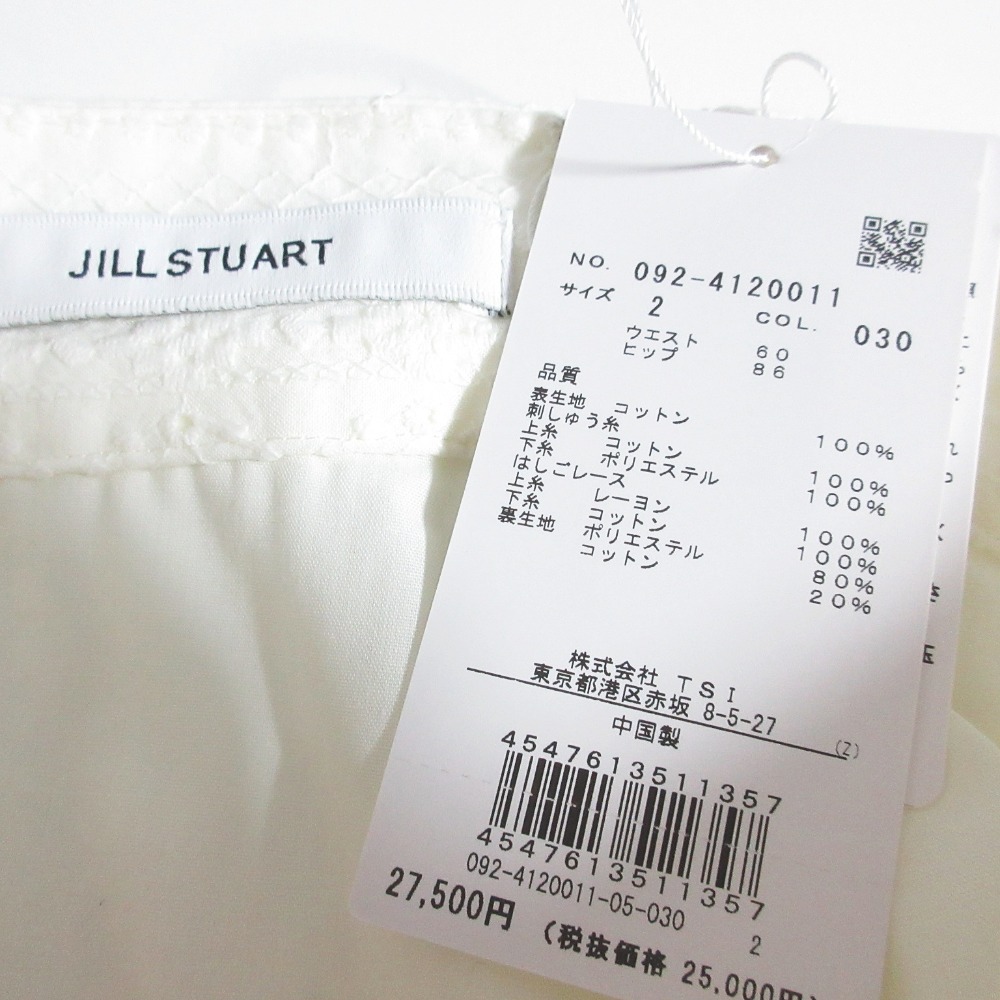 JILL STUART
NO. 092-4120011
サイズ 2 COL. 030
ウエスト 60
ヒップ 86
品質
表生地 コットン 100%
刺しゅう糸
上糸 コットン 100%
下糸 ポリエステル 100%
はしごレース
上糸 レーヨン 100%
下糸 コットン 100%
裏生地 ポリエステル 80%
コットン 20%
株式会社 TSI
東京都港区赤坂 8-5-27
中国製 (Z)
4547613511357
4547613511357
092-4120011-05-030
2
27,500円 (税抜価格 25,000円)